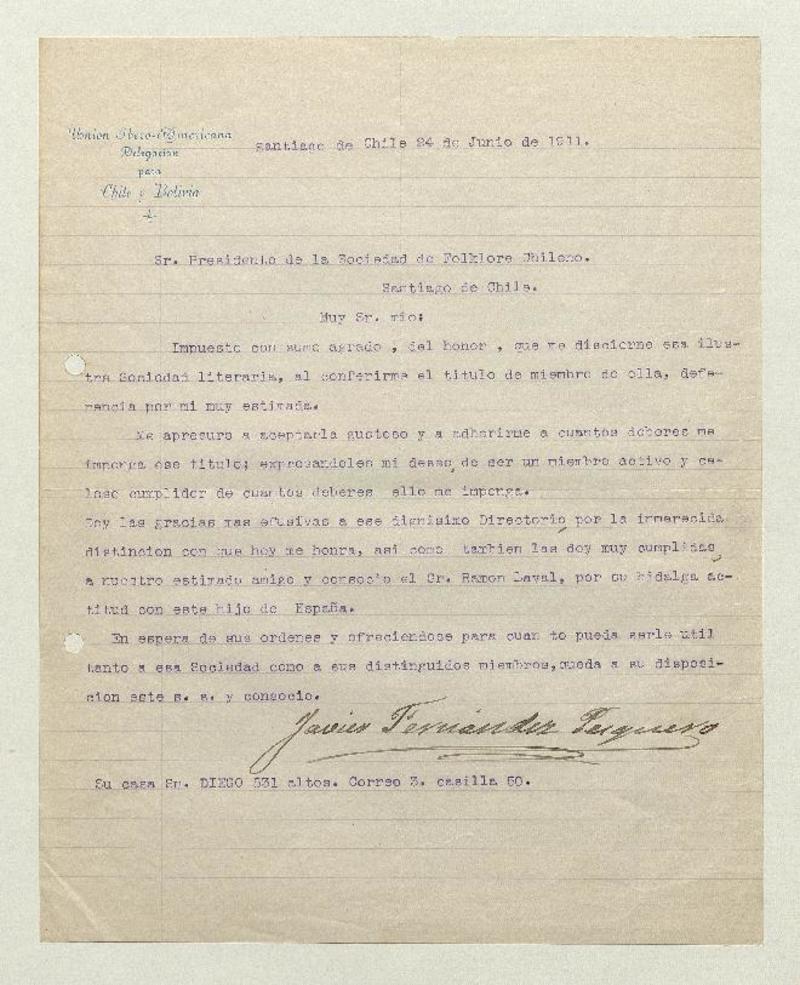 Union Ibero-Americana
Delegacion
para
Chile y Bolivia
Santiago de Chile 24 de Junio de 1911.
Sr. Presidente de la Sociedad de Folklore Chileno.
Santiago de Chile.
Muy Sr. mio:
Impuesto con sumo agrado , del honor , que me discierne esa ilus-
tra Sociedad literaria, al conferirme el titulo de miembro de ella, defe-
rencia por mi muy estimada.
Me apresuro a aceptarla gustoso y a adherirme a cuantos deberes me
imponga ese titulo; expresandoles mi deseo de ser un miembro activo y ce-
loso cumplidor de cuantos deberes ello me imponga.
Doy las gracias mas efusivas a ese dignisimo Directorio por la inmerecida
distincion con que hoy me honra, asi como tambien las doy muy cumplidas
a nuestro estimado amigo y consocio el Sr. Ramon Laval, por su hidalga ac-
titud con este hijo de España.
En espera de sus ordenes y ofreciendose para cuan to pueda serle util
tanto a esa Sociedad como a sus distinguidos miembros,queda a su disposi-
cion este s. s. y consocio.
Javier Fernández Pesquero
Su casa Sn. DIEGO 531 altos. Correo 3. casilla 50.